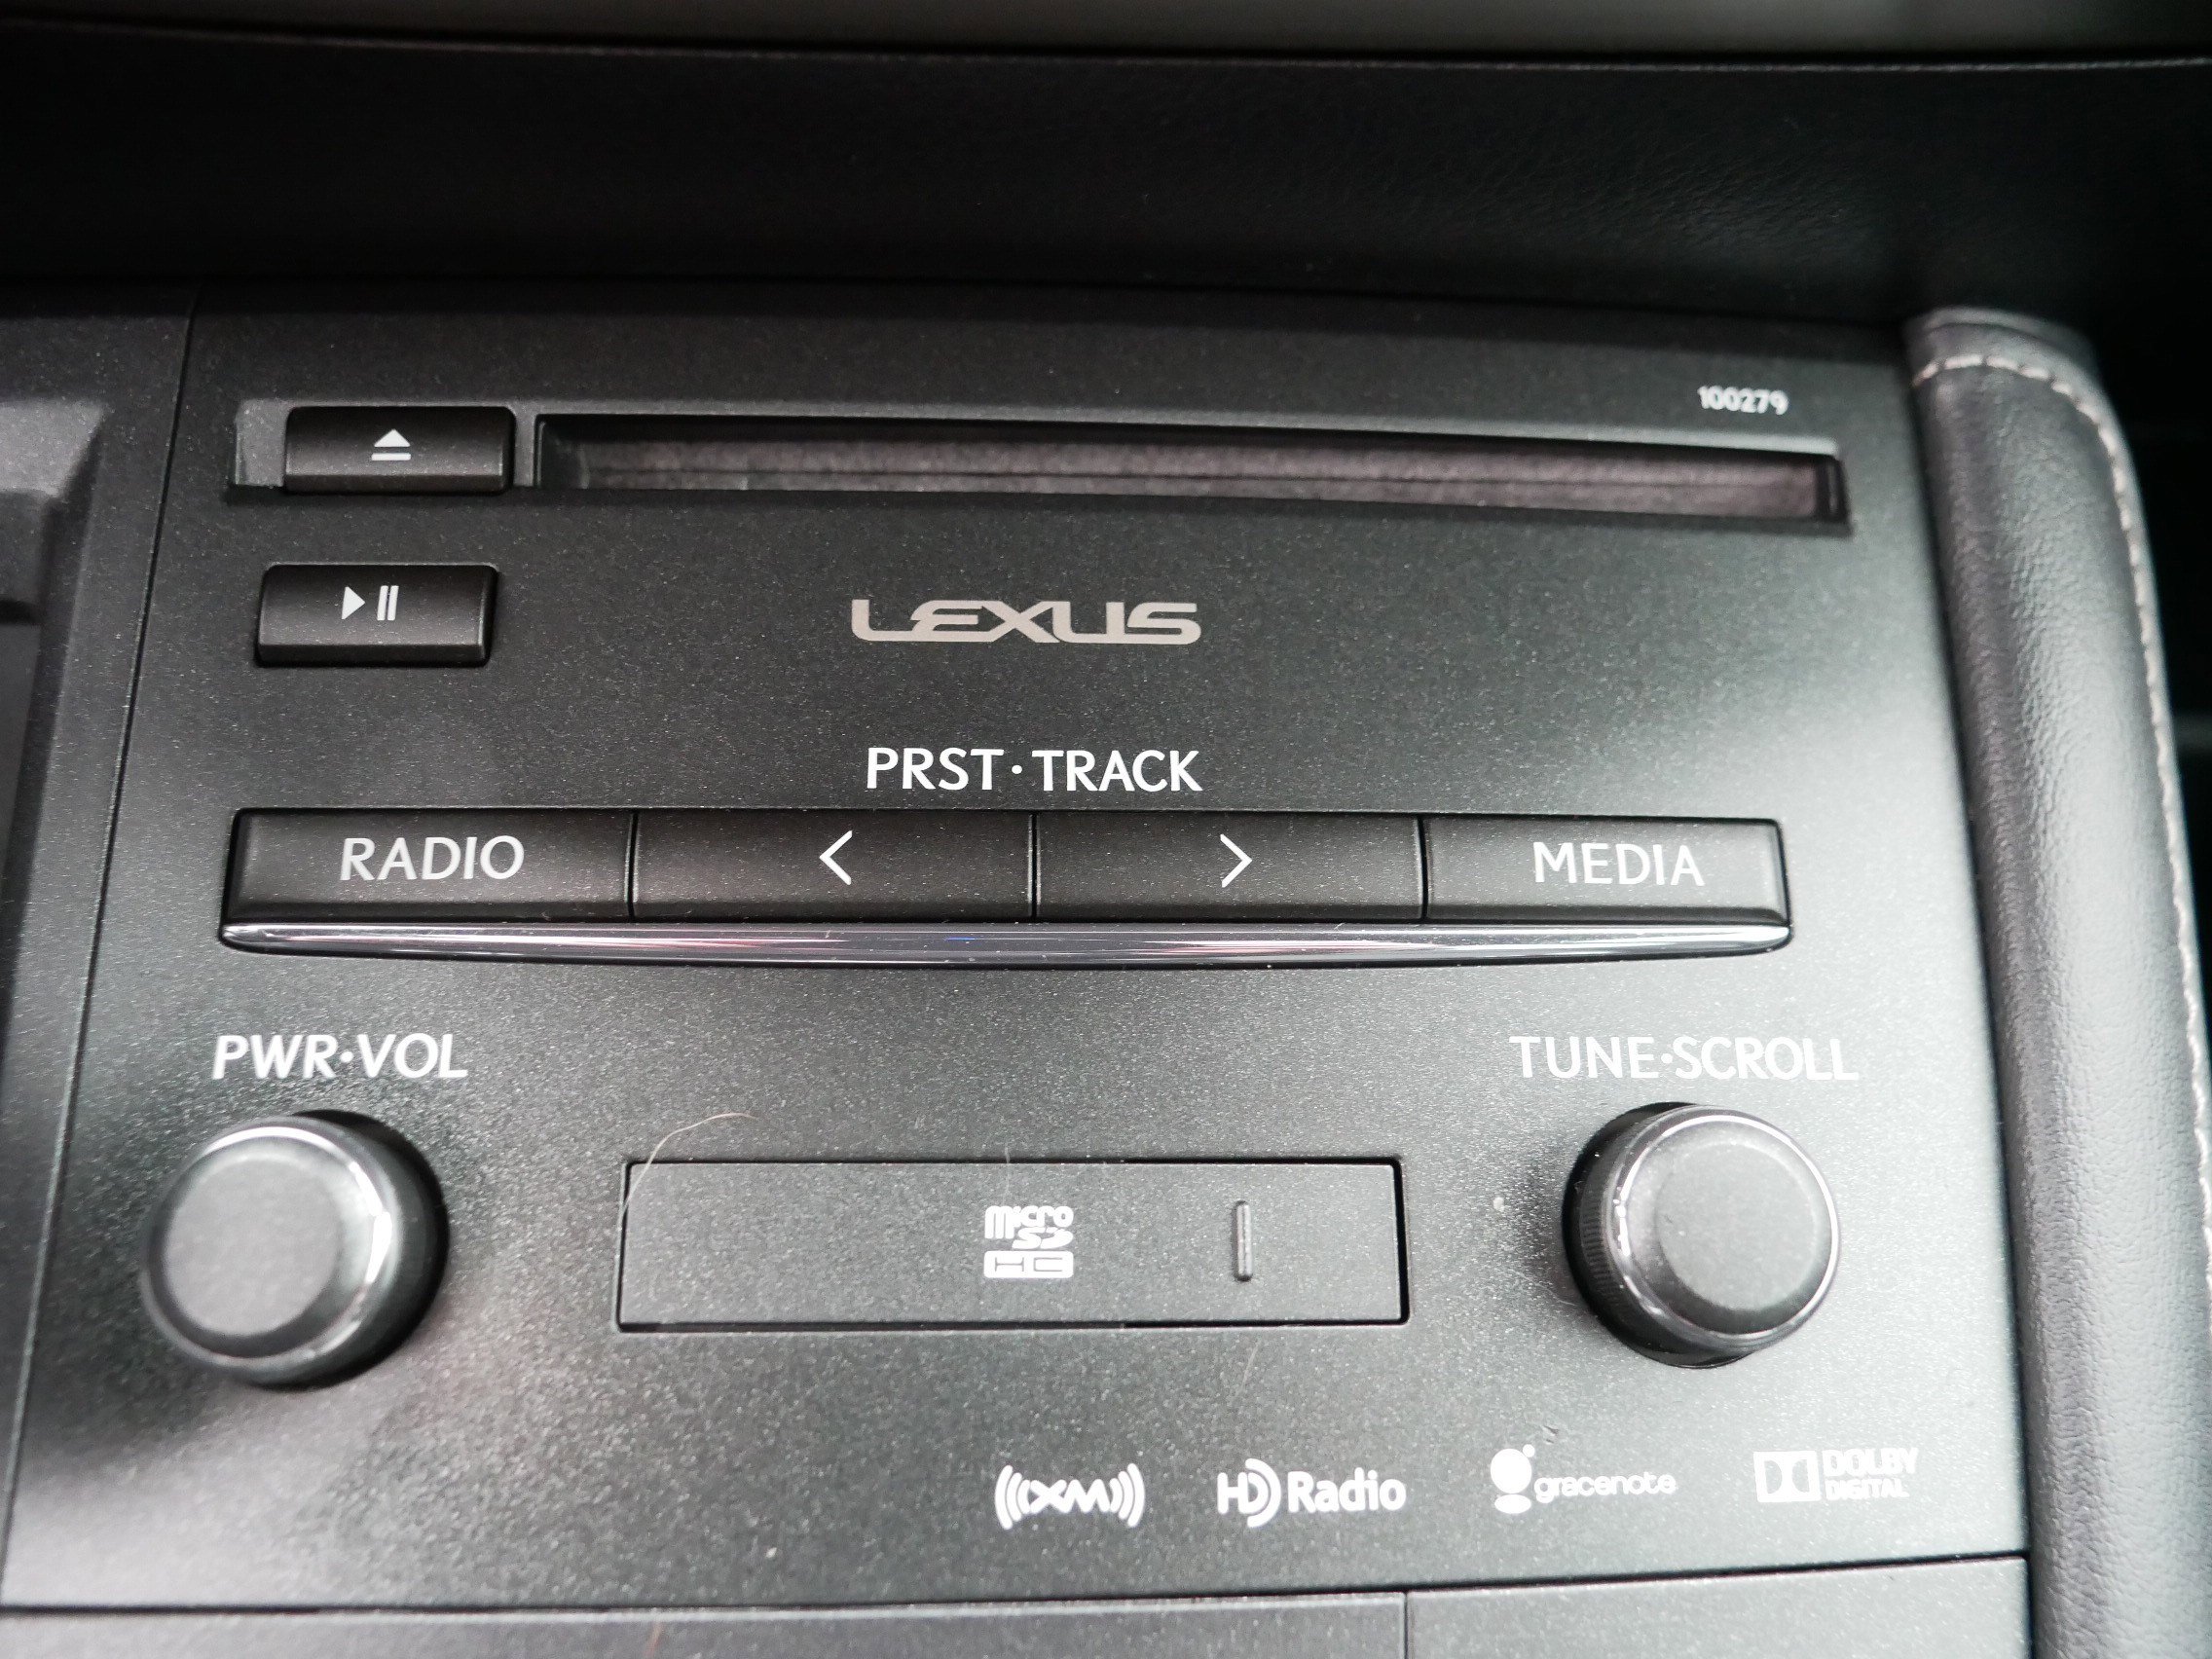 100279
LEXUS
PRST·TRACK
RADIO < > MEDIA
PWR·VOL
TUNE·SCROLL
micro
SD
HC
((XM))
HD Radio
gracenote
DOLBY
DIGITAL